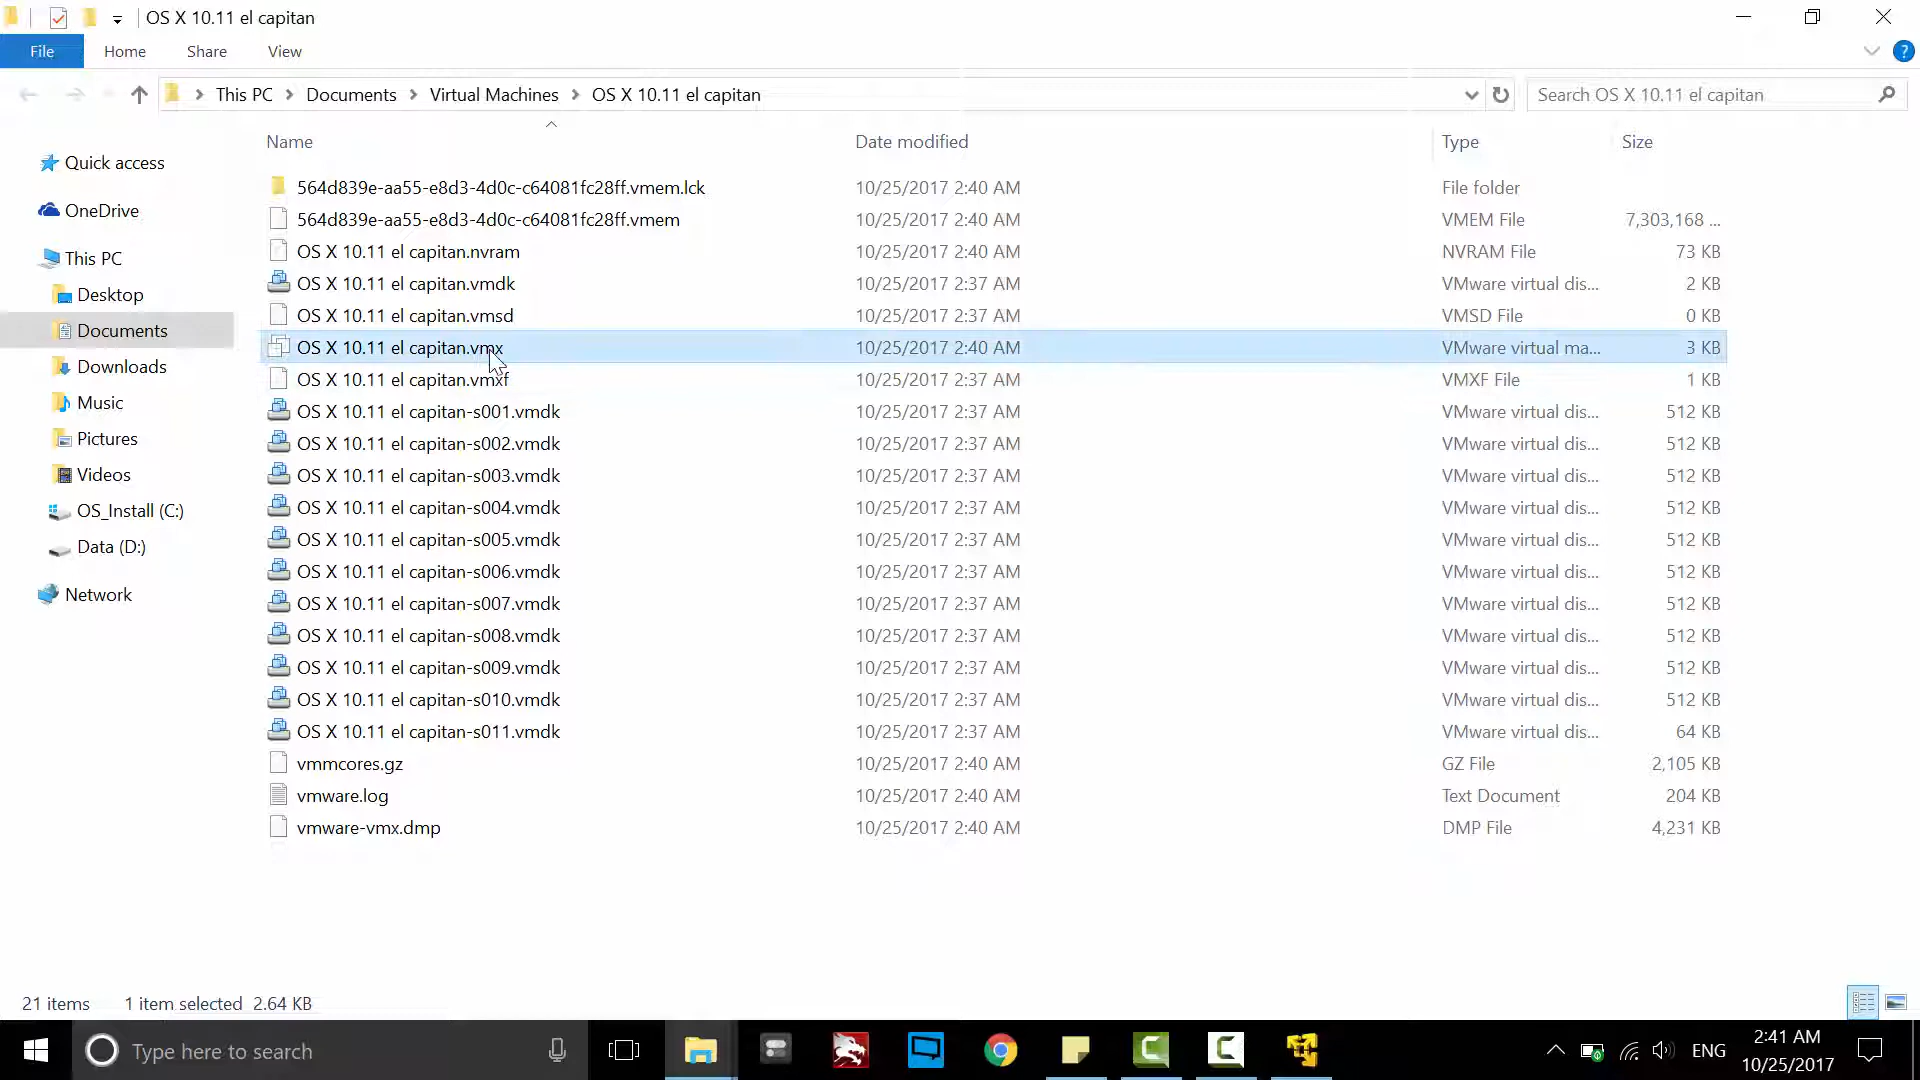 OS X 10.11 el capitan
File Home Share View
This PC Documents Virtual Machines OS X 10.11 el capitan Search OS X 10.11 el capitan
Name Date modified Type Size
Quick access
OneDrive
This PC
Desktop
Documents
Downloads
Music
Pictures
Videos
OS_Install (C:)
Data (D:)
Network
564d839e-aa55-e8d3-4d0c-c64081fc28ff.vmem.lck 10/25/2017 2:40 AM File folder
564d839e-aa55-e8d3-4d0c-c64081fc28ff.vmem 10/25/2017 2:40 AM VMEM File 7,303,168 ...
OS X 10.11 el capitan.nvram 10/25/2017 2:40 AM NVRAM File 73 KB
OS X 10.11 el capitan.vmdk 10/25/2017 2:37 AM VMware virtual dis... 2 KB
OS X 10.11 el capitan.vmsd 10/25/2017 2:37 AM VMSD File 0 KB
OS X 10.11 el capitan.vmx 10/25/2017 2:40 AM VMware virtual ma... 3 KB
OS X 10.11 el capitan.vmxf 10/25/2017 2:37 AM VMXF File 1 KB
OS X 10.11 el capitan-s001.vmdk 10/25/2017 2:37 AM VMware virtual dis... 512 KB
OS X 10.11 el capitan-s002.vmdk 10/25/2017 2:37 AM VMware virtual dis... 512 KB
OS X 10.11 el capitan-s003.vmdk 10/25/2017 2:37 AM VMware virtual dis... 512 KB
OS X 10.11 el capitan-s004.vmdk 10/25/2017 2:37 AM VMware virtual dis... 512 KB
OS X 10.11 el capitan-s005.vmdk 10/25/2017 2:37 AM VMware virtual dis... 512 KB
OS X 10.11 el capitan-s006.vmdk 10/25/2017 2:37 AM VMware virtual dis... 512 KB
OS X 10.11 el capitan-s007.vmdk 10/25/2017 2:37 AM VMware virtual dis... 512 KB
OS X 10.11 el capitan-s008.vmdk 10/25/2017 2:37 AM VMware virtual dis... 512 KB
OS X 10.11 el capitan-s009.vmdk 10/25/2017 2:37 AM VMware virtual dis... 512 KB
OS X 10.11 el capitan-s010.vmdk 10/25/2017 2:37 AM VMware virtual dis... 512 KB
OS X 10.11 el capitan-s011.vmdk 10/25/2017 2:37 AM VMware virtual dis... 64 KB
vmmcores.gz 10/25/2017 2:40 AM GZ File 2,105 KB
vmware.log 10/25/2017 2:40 AM Text Document 204 KB
vmware-vmx.dmp 10/25/2017 2:40 AM DMP File 4,231 KB
21 items 1 item selected 2.64 KB
Type here to search ENG 2:41 AM
10/25/2017